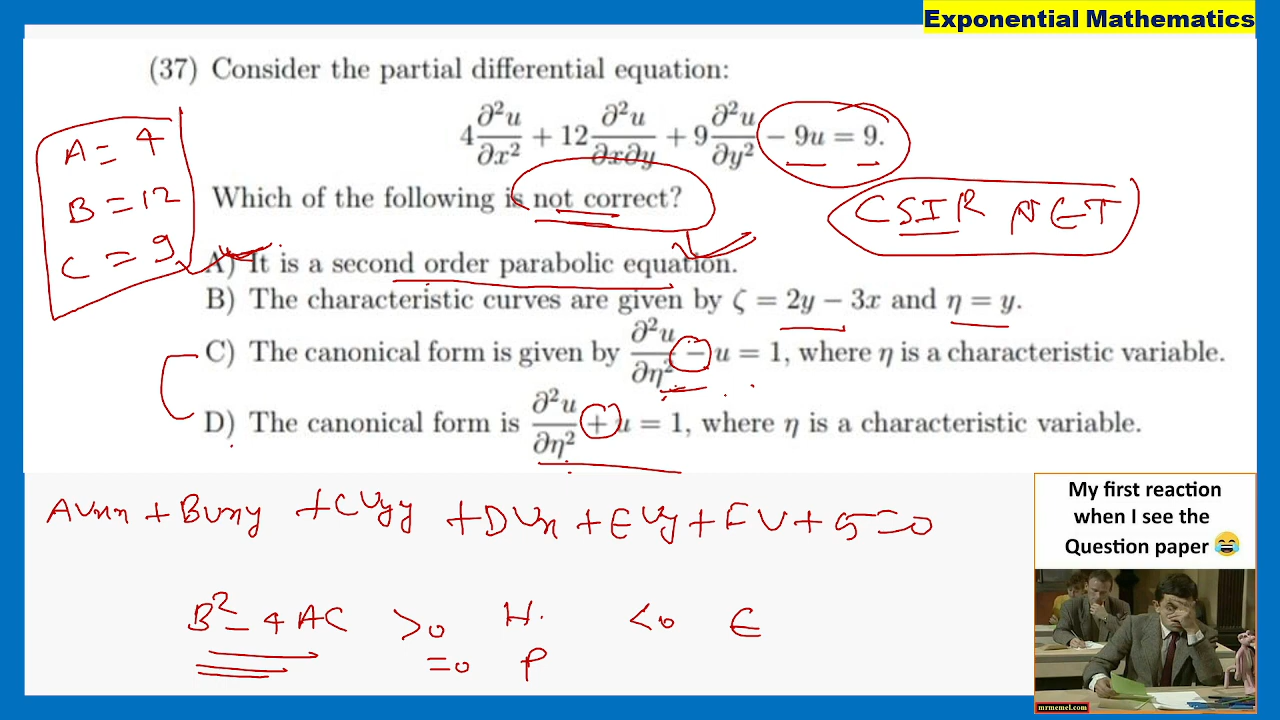 Exponential Mathematics
(37) Consider the partial differential equation:
4 ∂²u/∂x² + 12 ∂²u/∂x∂y + 9 ∂²u/∂y² − 9u = 9.
A = 4
B = 12
C = 9
Which of the following is not correct?
CSIR NET
A) It is a second order parabolic equation.
B) The characteristic curves are given by ζ = 2y − 3x and η = y.
C) The canonical form is given by ∂²u/∂η² − u = 1, where η is a characteristic variable.
D) The canonical form is ∂²u/∂η² + u = 1, where η is a characteristic variable.
AUxx + BUxy + CUyy + DUx + EUy + FU + G = 0
B² − 4AC >0 H. <0 E
=0 P
My first reaction
when I see the
Question paper 😂
mrmemel.com